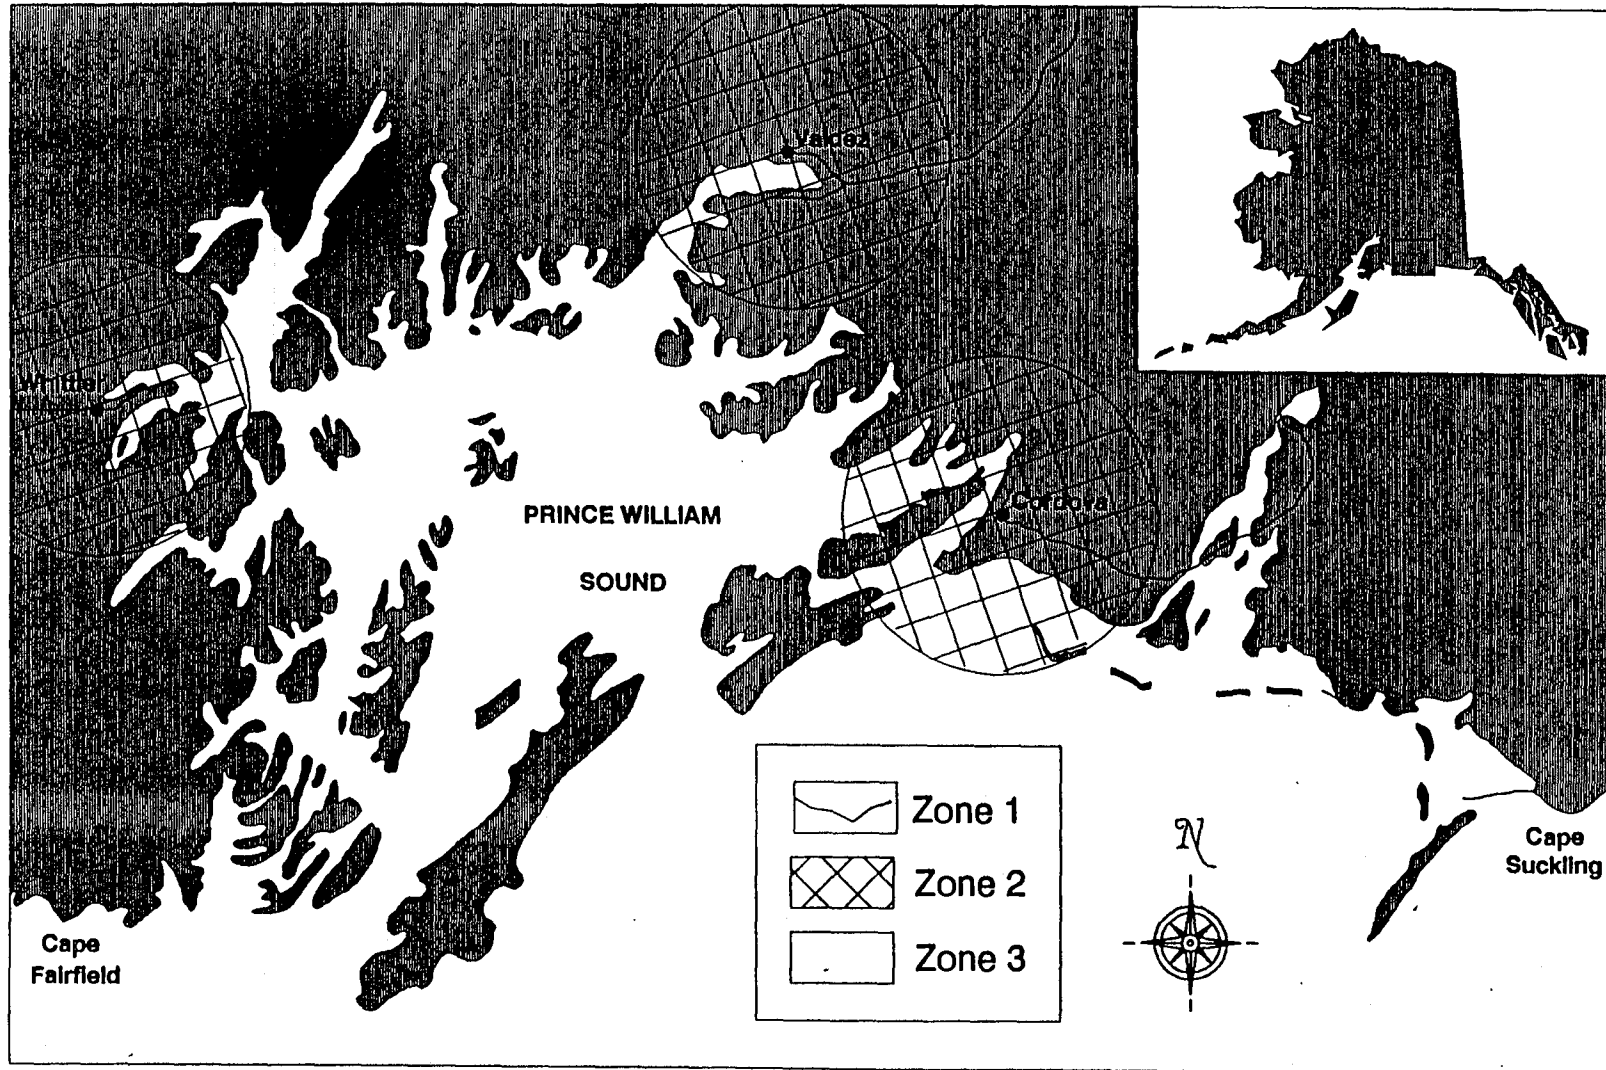 Valdez
Whittier
Cordova
PRINCE WILLIAM
SOUND
Zone 1
Zone 2
Zone 3
N
Cape
Suckling
Cape
Fairfield